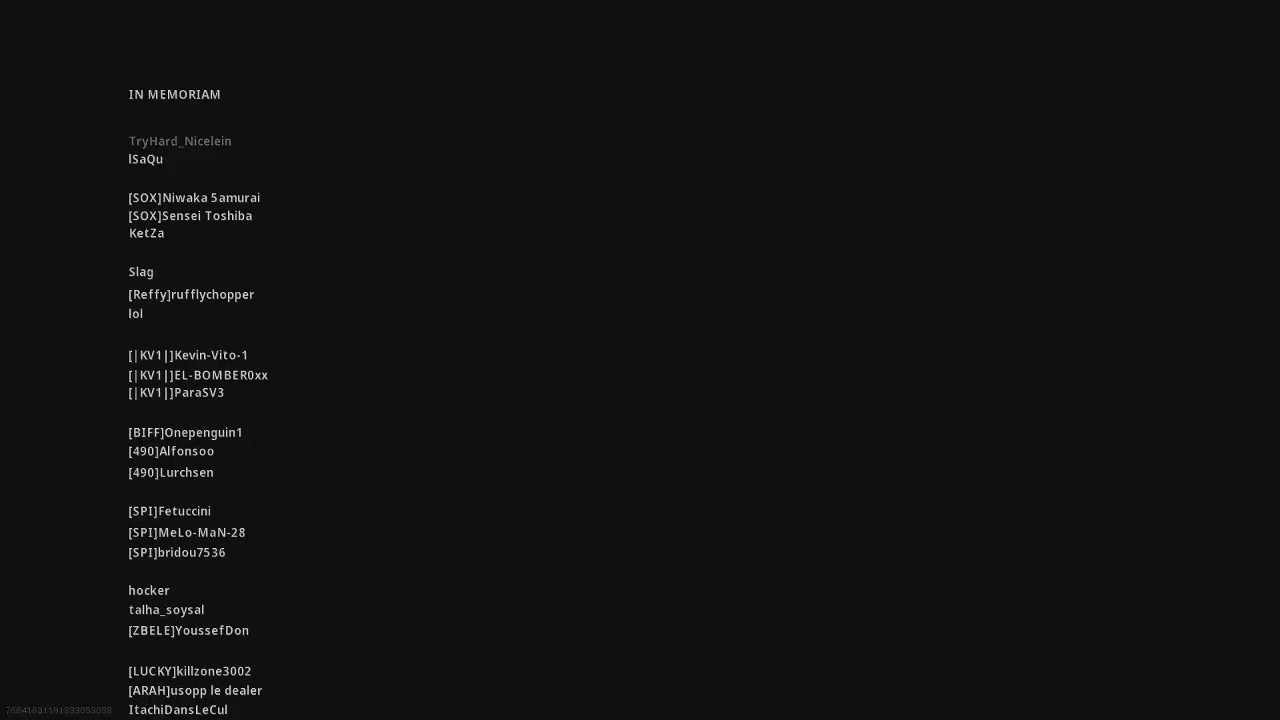 IN MEMORIAM
TryHard_Nicelein
lSaQu
[SOX]Niwaka 5amurai
[SOX]Sensei Toshiba
KetZa
Slag
[Reffy]rufflychopper
lol
[|KV1|]Kevin-Vito-1
[|KV1|]EL-BOMBER0xx
[|KV1|]ParaSV3
[BIFF]Onepenguin1
[490]Alfonsoo
[490]Lurchsen
[SPI]Fetuccini
[SPI]MeLo-MaN-28
[SPI]bridou7536
hocker
talha_soysal
[ZBELE]YoussefDon
[LUCKY]killzone3002
[ARAH]usopp le dealer
ItachiDansLeCul